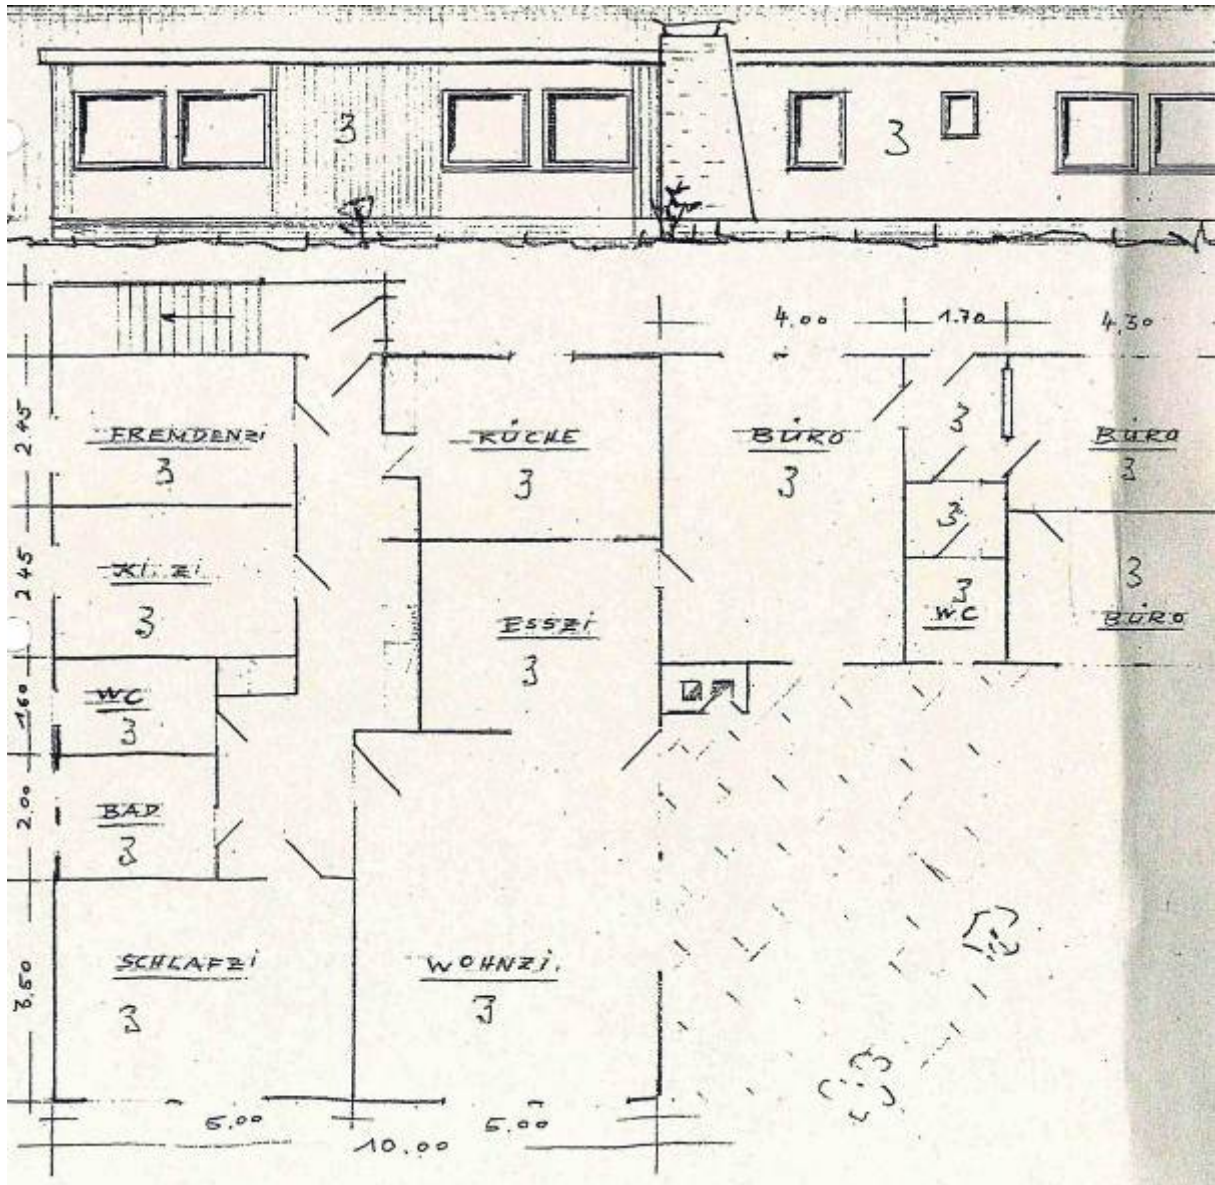 3
3
4.00
1.70
4.30
FREMDENZI
3
KÜCHE
3
BÜRO
3
3
BÜRO
3
3
KI.ZI
3
ESSZI
3
3
WC
3
BÜRO
WC
3
BAD
3
SCHLAFZI
3
WOHNZI.
3
2.45
2.45
1.60
2.00
3.50
5.00
5.00
10.00